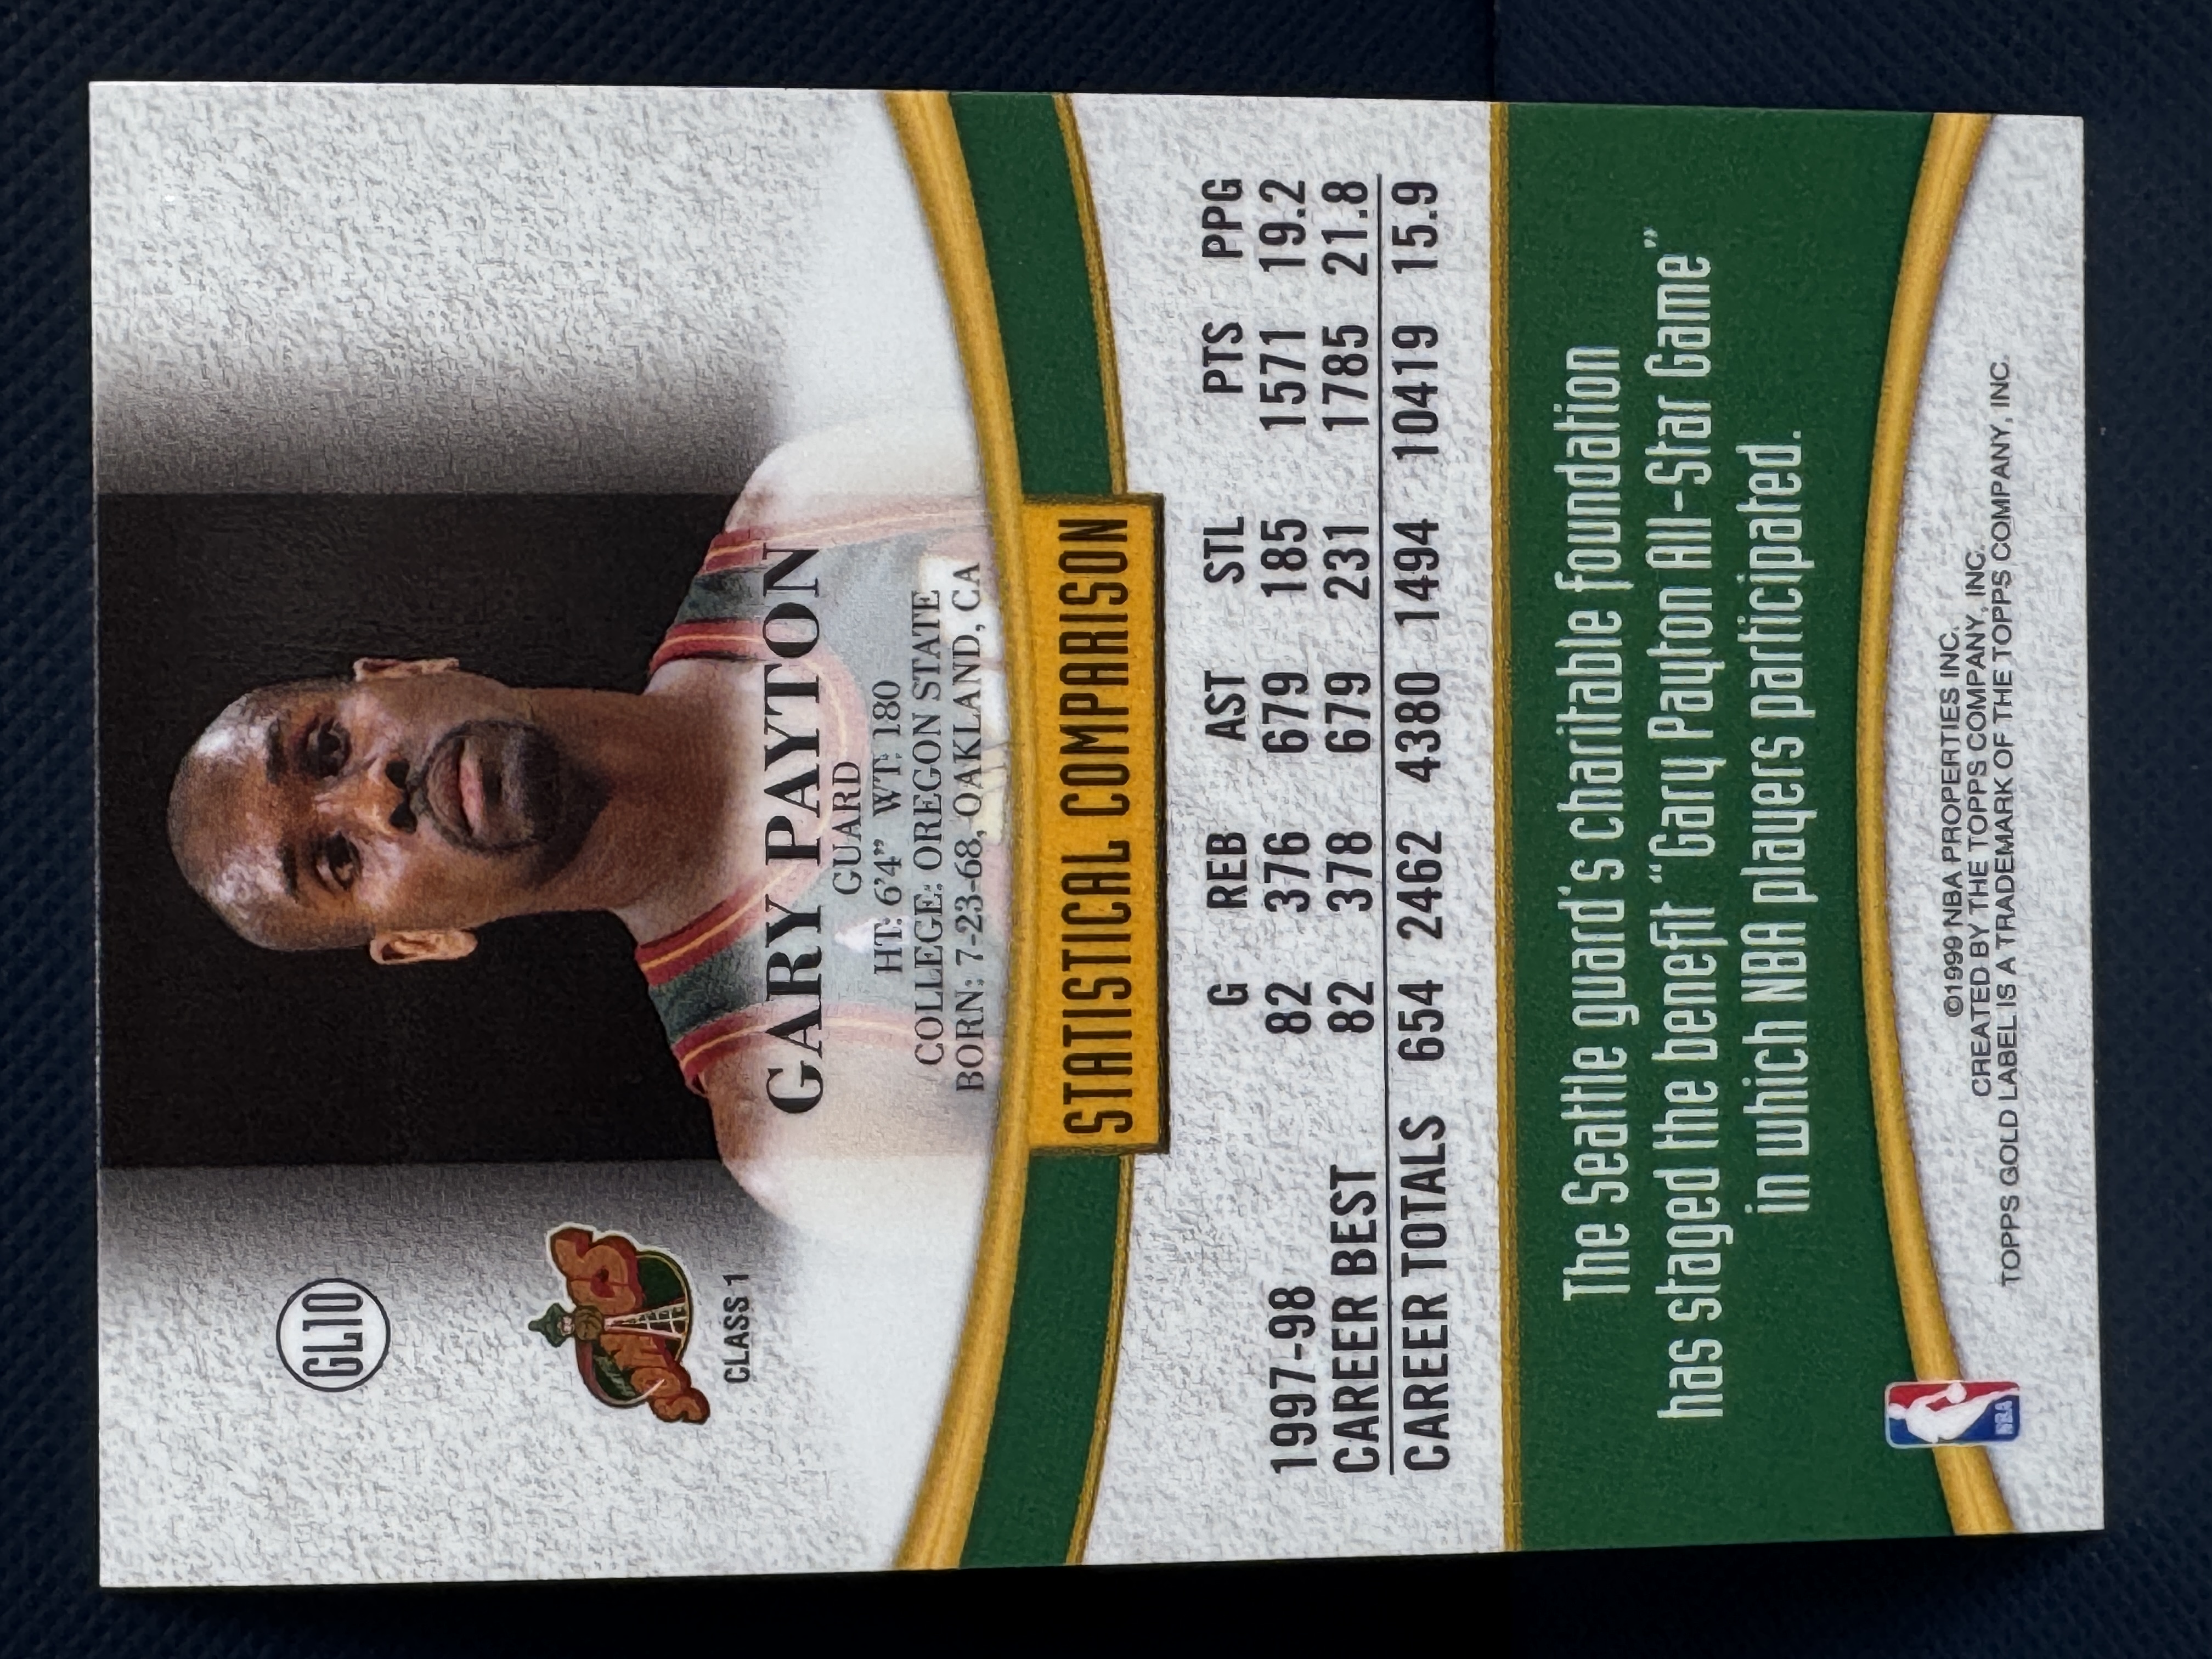 GL10
SONICS
CLASS 1
GARY PAYTON
GUARD
HT: 6'4" WT: 180
COLLEGE: OREGON STATE
BORN: 7-23-68, OAKLAND, CA
STATISTICAL COMPARISON
G REB AST STL PTS PPG
1997-98 82 376 679 185 1571 19.2
CAREER BEST 82 378 679 231 1785 21.8
CAREER TOTALS 654 2462 4380 1494 10419 15.9
The Seattle guard's charitable foundation
has staged the benefit “Gary Payton All-Star Game”
in which NBA players participated.
NBA
©1999 NBA PROPERTIES INC.
CREATED BY THE TOPPS COMPANY, INC.
TOPPS GOLD LABEL IS A TRADEMARK OF THE TOPPS COMPANY, INC.